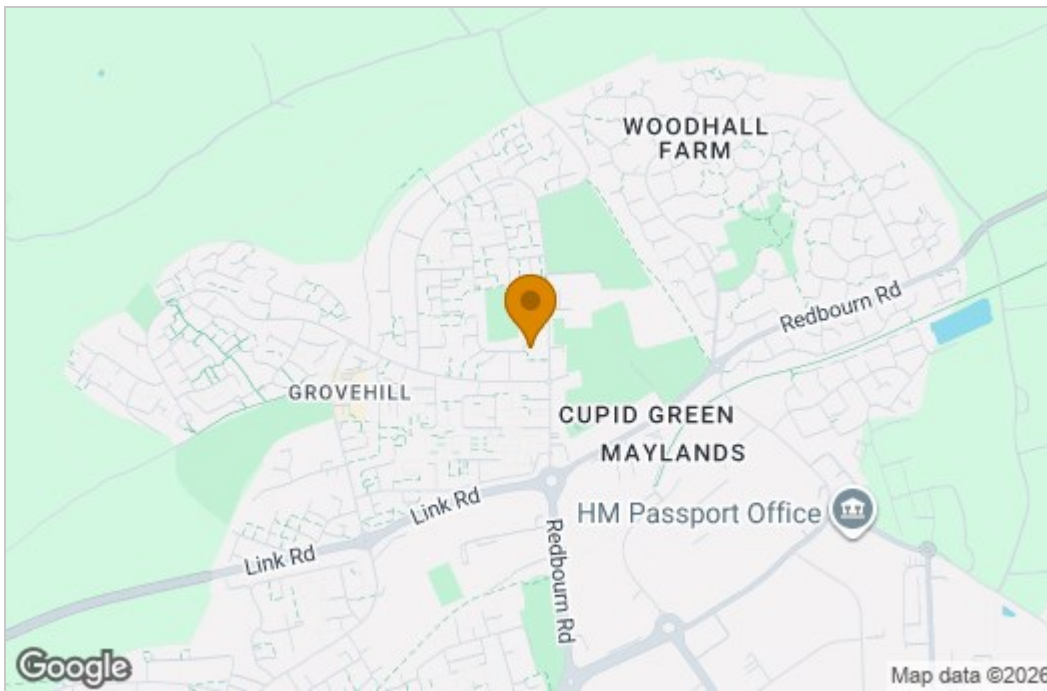 WOODHALL
FARM
Redbourn Rd
GROVEHILL
CUPID GREEN
MAYLANDS
Link Rd
HM Passport Office
Link Rd
Redbourn Rd
Google
Map data ©2026